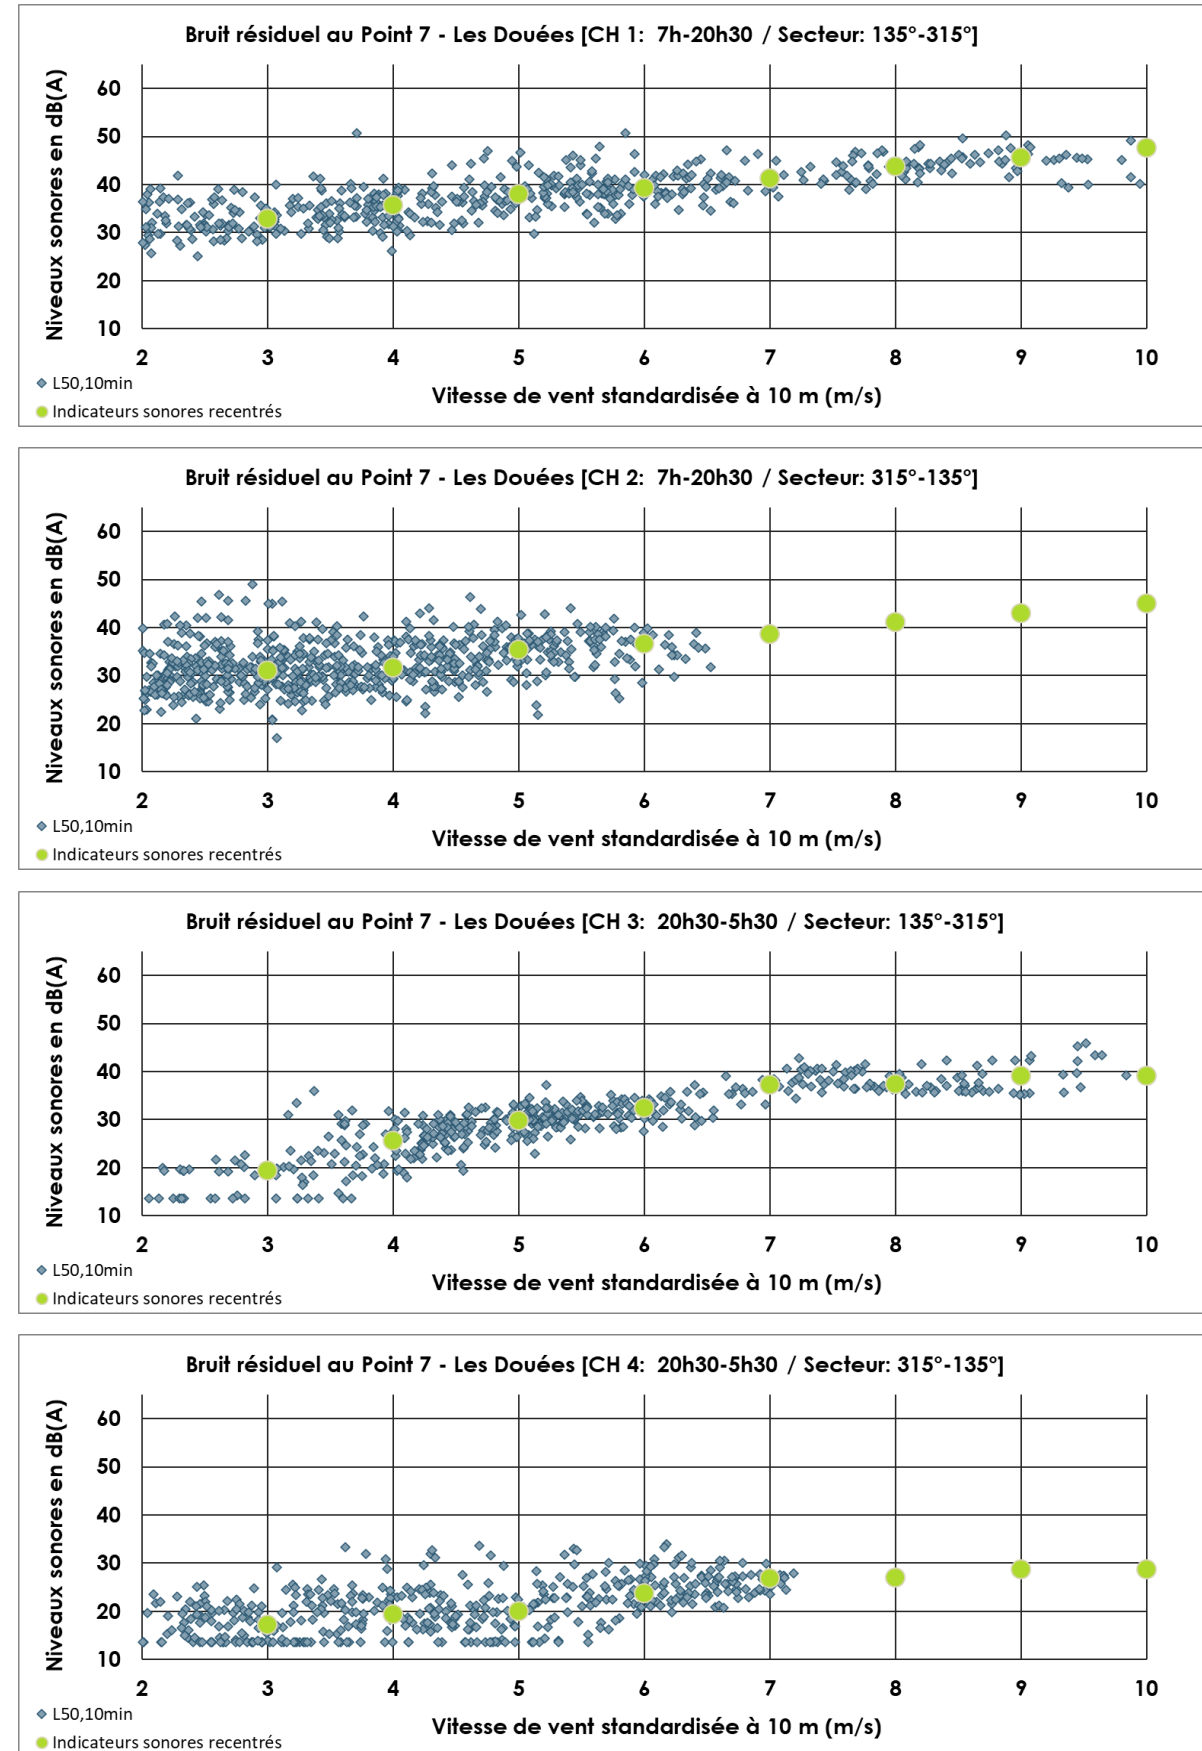 Bruit résiduel au Point 7 - Les Douées [CH 1: 7h-20h30 / Secteur: 135°-315°]
Niveaux sonores en dB(A)
60
50
40
30
20
10
2 3 4 5 6 7 8 9 10
L50,10min
Vitesse de vent standardisée à 10 m (m/s)
Indicateurs sonores recentrés
Bruit résiduel au Point 7 - Les Douées [CH 2: 7h-20h30 / Secteur: 315°-135°]
Niveaux sonores en dB(A)
60
50
40
30
20
10
2 3 4 5 6 7 8 9 10
L50,10min
Vitesse de vent standardisée à 10 m (m/s)
Indicateurs sonores recentrés
Bruit résiduel au Point 7 - Les Douées [CH 3: 20h30-5h30 / Secteur: 135°-315°]
Niveaux sonores en dB(A)
60
50
40
30
20
10
2 3 4 5 6 7 8 9 10
L50,10min
Vitesse de vent standardisée à 10 m (m/s)
Indicateurs sonores recentrés
Bruit résiduel au Point 7 - Les Douées [CH 4: 20h30-5h30 / Secteur: 315°-135°]
Niveaux sonores en dB(A)
60
50
40
30
20
10
2 3 4 5 6 7 8 9 10
L50,10min
Vitesse de vent standardisée à 10 m (m/s)
Indicateurs sonores recentrés